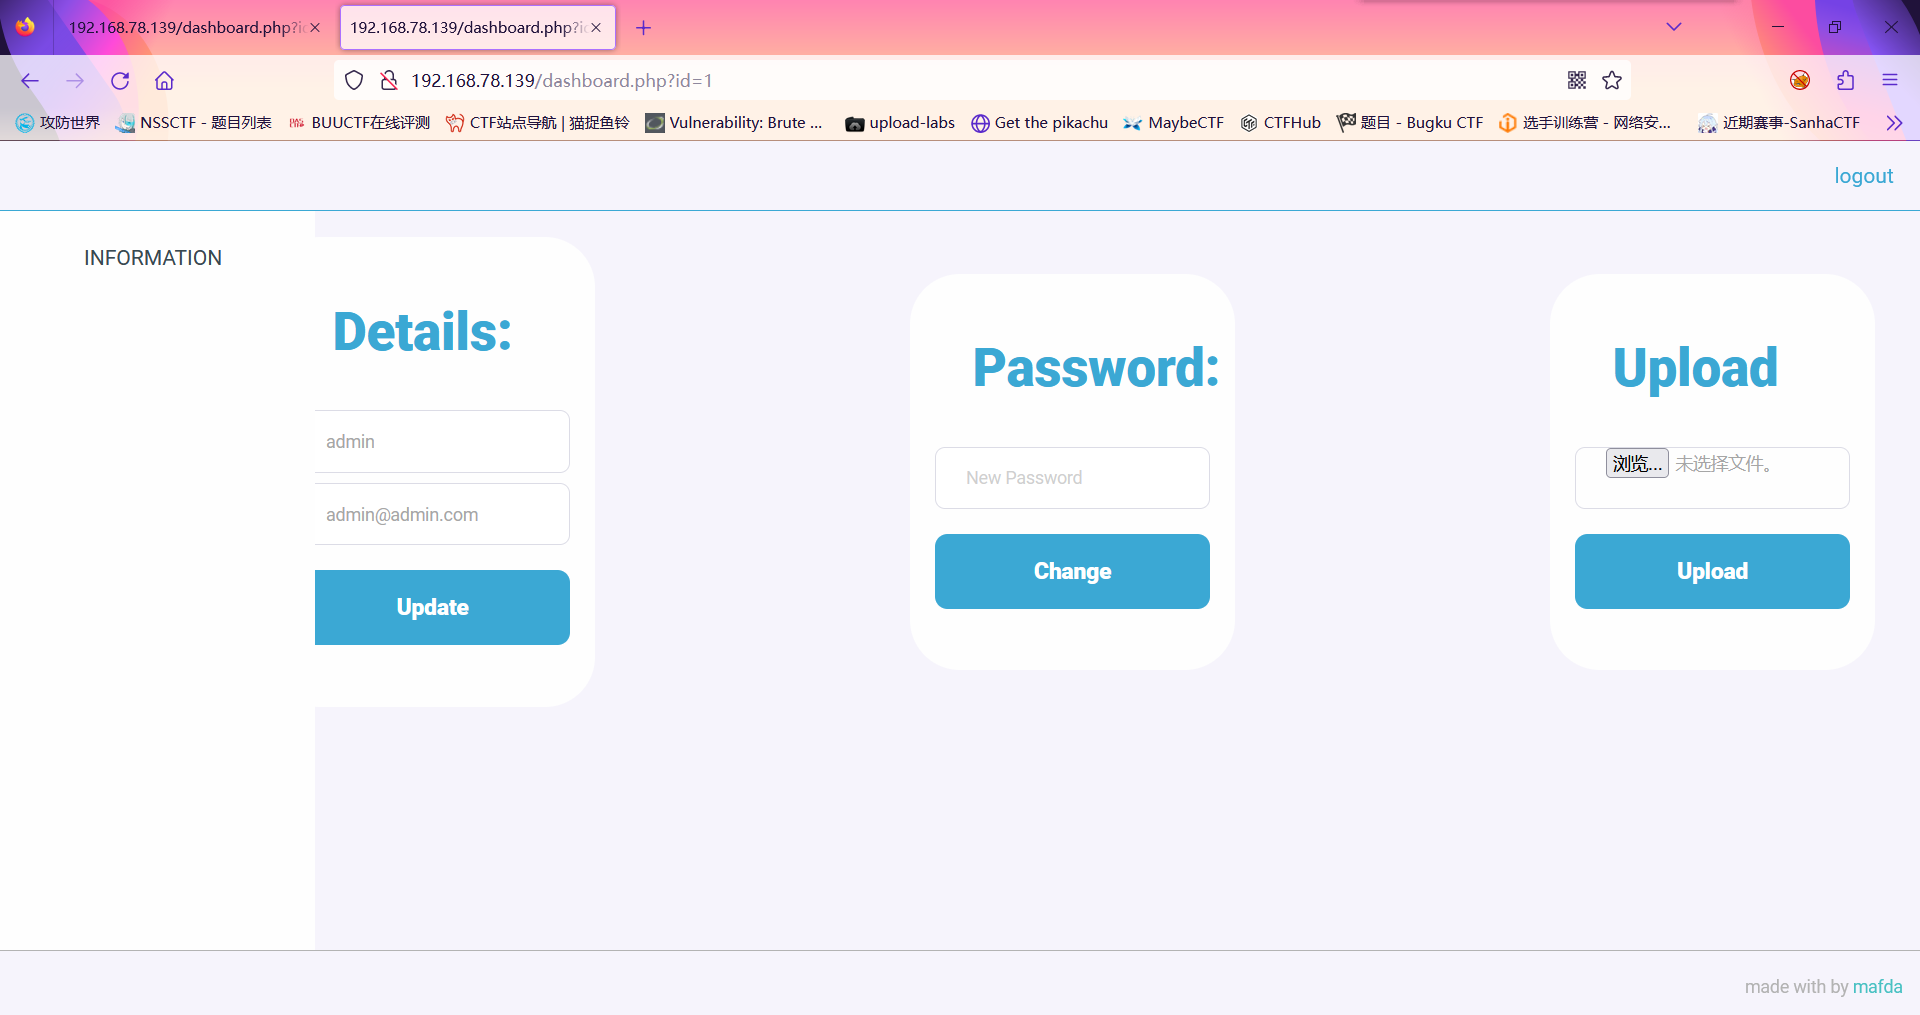 192.168.78.139/dashboard.php?i
192.168.78.139/dashboard.php?i
192.168.78.139/dashboard.php?id=1
攻防世界
NSSCTF - 题目列表
BUUCTF在线评测
CTF站点导航 | 猫捉鱼铃
Vulnerability: Brute ...
upload-labs
Get the pikachu
MaybeCTF
CTFHub
题目 - Bugku CTF
选手训练营 - 网络安...
近期赛事-SanhaCTF
logout
INFORMATION
Details:
admin
admin@admin.com
Update
Password:
New Password
Change
Upload
浏览... 未选择文件。
Upload
made with by mafda